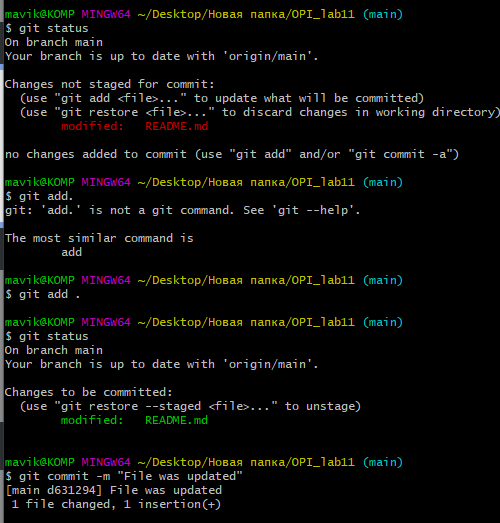 mavik@KOMP MINGW64 ~/Desktop/Новая папка/OPI_lab11 (main)
$ git status
On branch main
Your branch is up to date with 'origin/main'.
Changes not staged for commit:
  (use "git add <file>..." to update what will be committed)
  (use "git restore <file>..." to discard changes in working directory)
        modified:   README.md
no changes added to commit (use "git add" and/or "git commit -a")
mavik@KOMP MINGW64 ~/Desktop/Новая папка/OPI_lab11 (main)
$ git add.
git: 'add.' is not a git command. See 'git --help'.
The most similar command is
        add
mavik@KOMP MINGW64 ~/Desktop/Новая папка/OPI_lab11 (main)
$ git add .
mavik@KOMP MINGW64 ~/Desktop/Новая папка/OPI_lab11 (main)
$ git status
On branch main
Your branch is up to date with 'origin/main'.
Changes to be committed:
  (use "git restore --staged <file>..." to unstage)
        modified:   README.md
mavik@KOMP MINGW64 ~/Desktop/Новая папка/OPI_lab11 (main)
$ git commit -m "File was updated"
[main d631294] File was updated
 1 file changed, 1 insertion(+)